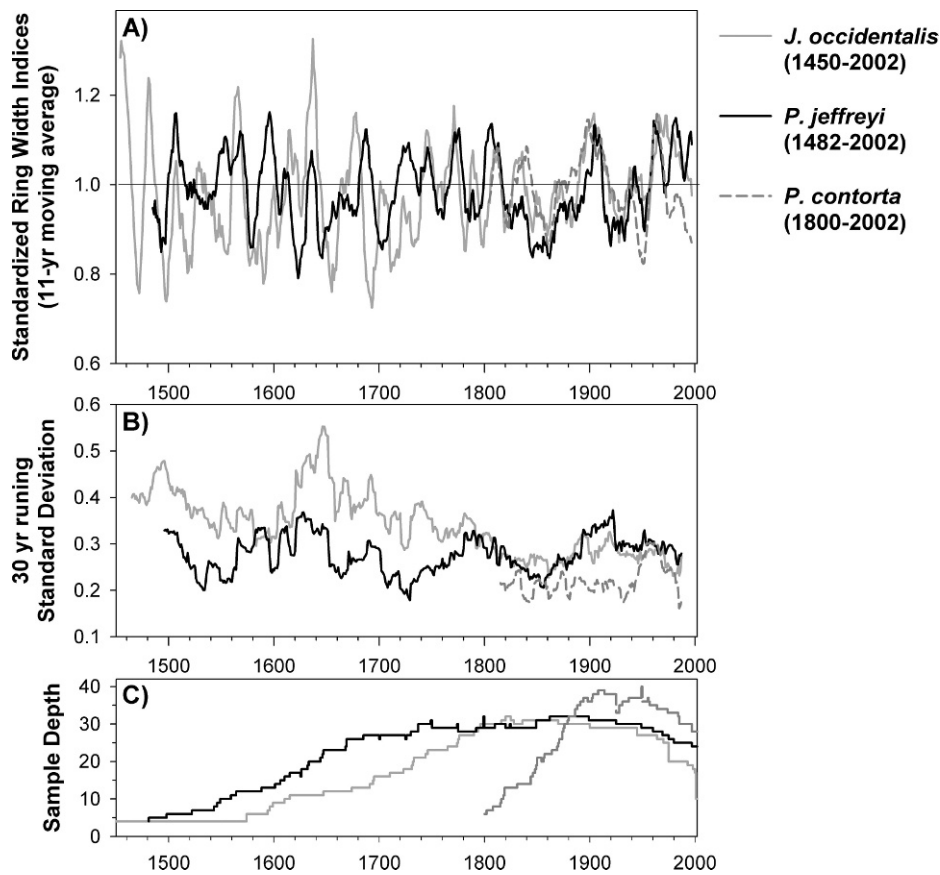 A)
Standardized Ring Width Indices
(11-yr moving average)
1.2
1.0
0.8
0.6
1500 1600 1700 1800 1900 2000
J. occidentalis
(1450-2002)
P. jeffreyi
(1482-2002)
P. contorta
(1800-2002)
B)
30 yr runing
Standard Deviation
0.6
0.5
0.4
0.3
0.2
0.1
1500 1600 1700 1800 1900 2000
C)
Sample Depth
40
30
20
10
0
1500 1600 1700 1800 1900 2000